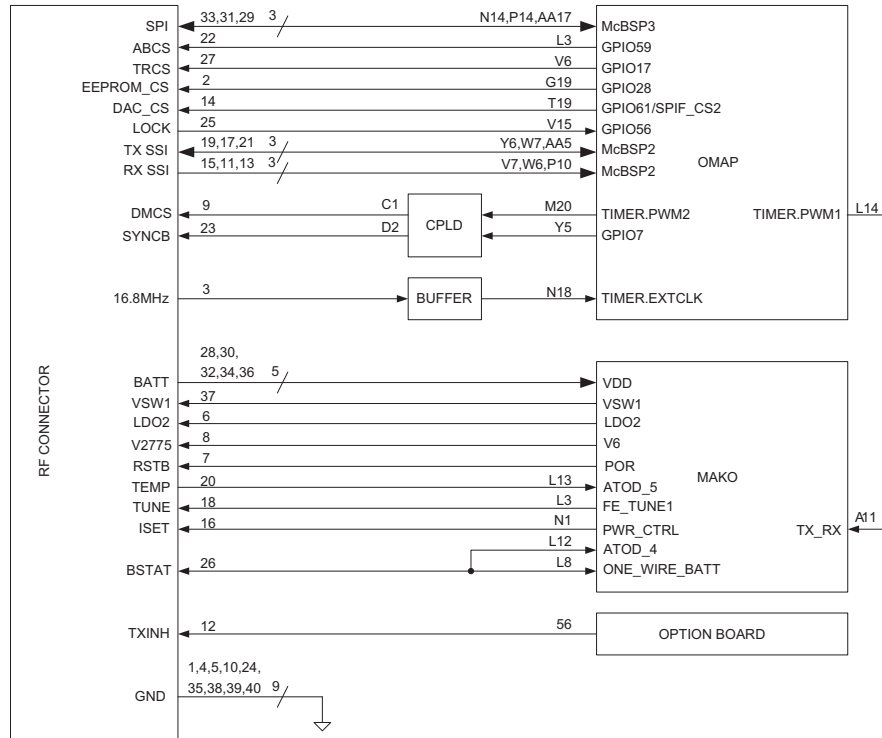 SPI 33,31,29 3 N14,P14,AA17 McBSP3
ABCS 22 L3 GPIO59
TRCS 27 V6 GPIO17
EEPROM_CS 2 G19 GPIO28
DAC_CS 14 T19 GPIO61/SPIF_CS2
LOCK 25 V15 GPIO56
TX SSI 19,17,21 3 Y6,W7,AA5 McBSP2
OMAP
RX SSI 15,11,13 3 V7,W6,P10 McBSP2
DMCS 9 C1 M20 TIMER.PWM2 TIMER.PWM1 L14
CPLD
SYNCB 23 D2 Y5 GPIO7
16.8MHz 3 BUFFER N18 TIMER.EXTCLK
RF CONNECTOR
28,30,
BATT 32,34,36 5 VDD
VSW1 37 VSW1
LDO2 6 LDO2
V2775 8 V6
RSTB 7 POR
MAKO
TEMP 20 L13 ATOD_5
TUNE 18 L3 FE_TUNE1
ISET 16 N1 PWR_CTRL TX_RX A11
L12 ATOD_4
BSTAT 26 L8 ONE_WIRE_BATT
TXINH 12 56 OPTION BOARD
1,4,5,10,24,
GND 35,38,39,40 9